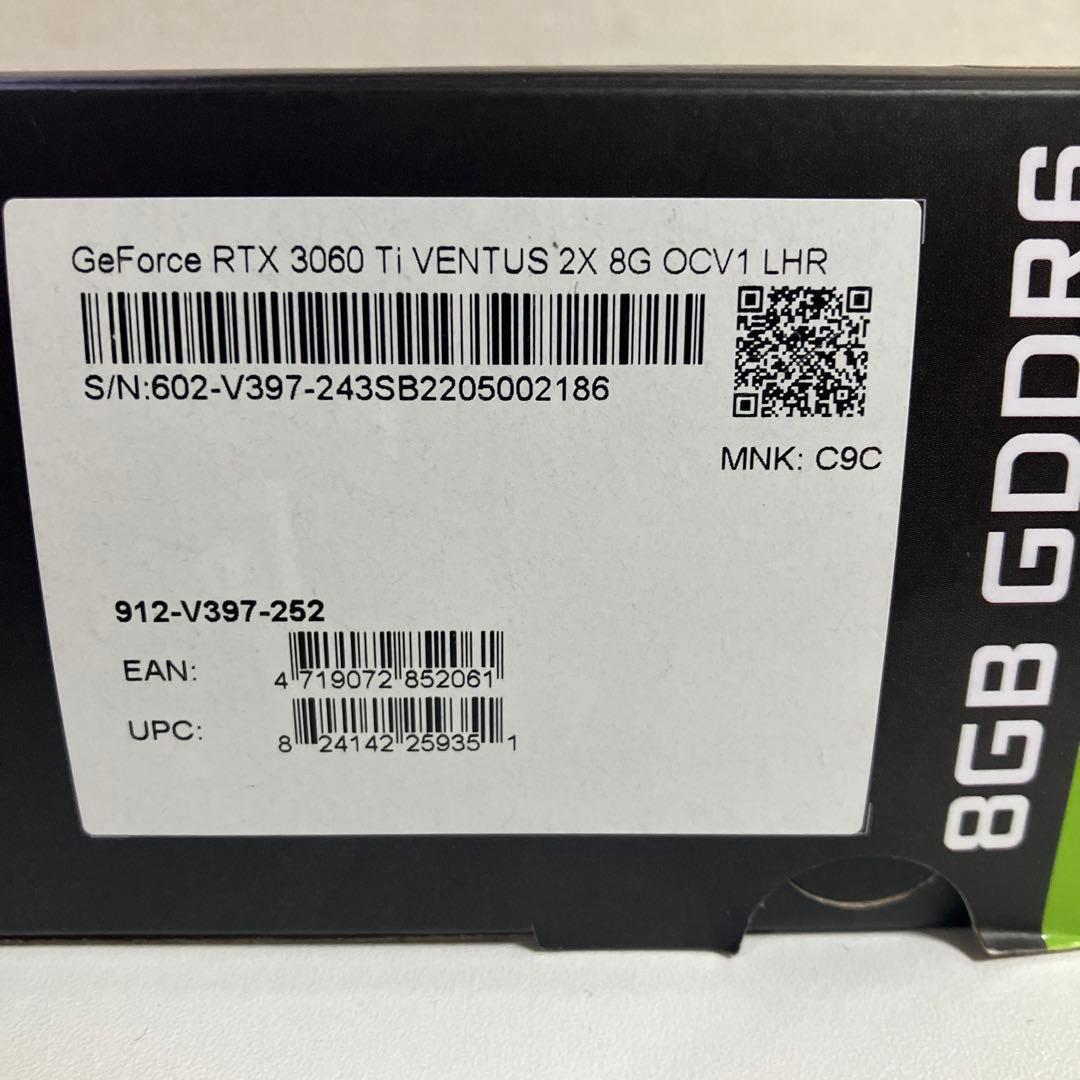 GeForce RTX 3060 Ti VENTUS 2X 8G OCV1 LHR
S/N:602-V397-243SB2205002186
MNK: C9C
912-V397-252
EAN:
4 719072 852061
UPC:
8 24142 25935 1
8GB GDDR6